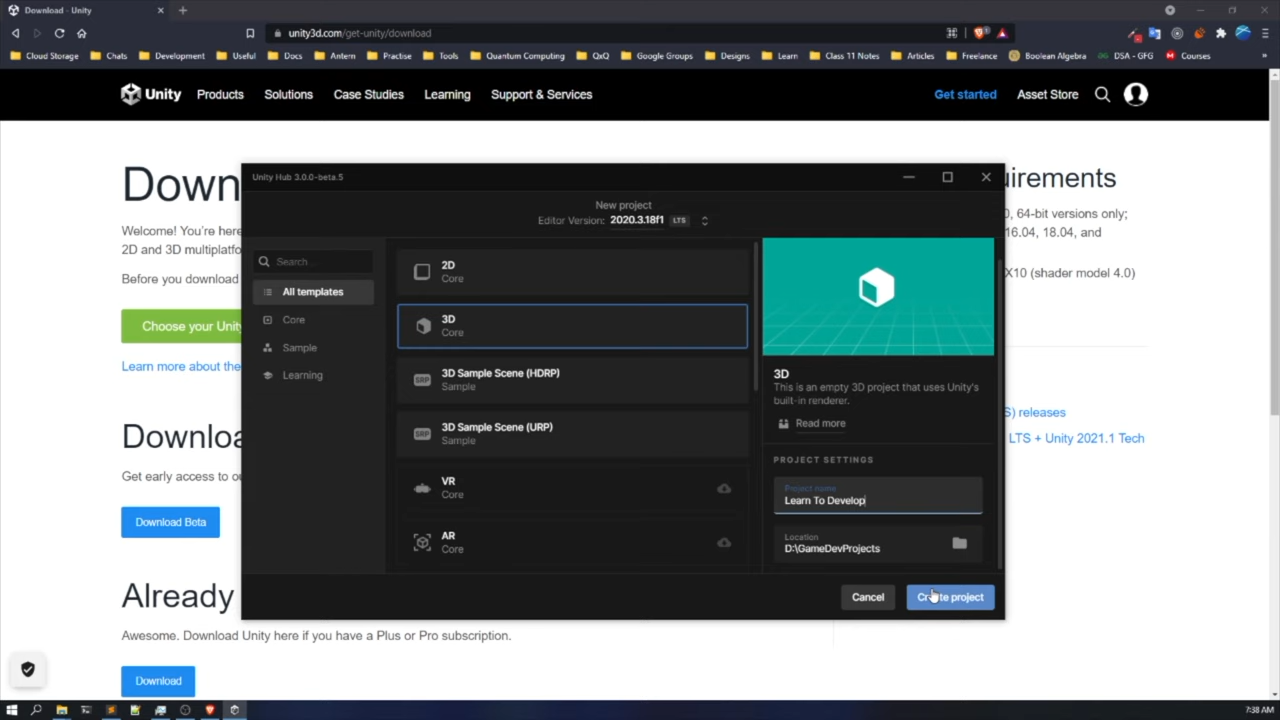 Download - Unity
unity3d.com/get-unity/download
Cloud Storage Chats Development Useful Docs Antern Practise Tools Quantum Computing QxQ Google Groups Designs Learn Class 11 Notes Articles Freelance Boolean Algebra DSA - GFG Courses
Unity Products Solutions Case Studies Learning Support & Services Get started Asset Store
Down
Welcome! You're here
2D and 3D multiplatfo
Before you download
Choose your Unit
Learn more about the
Downlo
Get early access to ou
Download Beta
Already
Awesome. Download Unity here if you have a Plus or Pro subscription.
Download
uirements
0, 64-bit versions only;
16.04, 18.04, and
X10 (shader model 4.0)
S) releases
LTS + Unity 2021.1 Tech
Unity Hub 3.0.0-beta.5
New project
Editor Version: 2020.3.18f1 LTS
Search...
All templates
Core
Sample
Learning
2D
Core
3D
Core
3D Sample Scene (HDRP)
Sample
3D Sample Scene (URP)
Sample
VR
Core
AR
Core
3D
This is an empty 3D project that uses Unity's
built-in renderer.
Read more
PROJECT SETTINGS
Project name
Learn To Develop
Location
D:\GameDevProjects
Cancel
Create project
7:38 AM